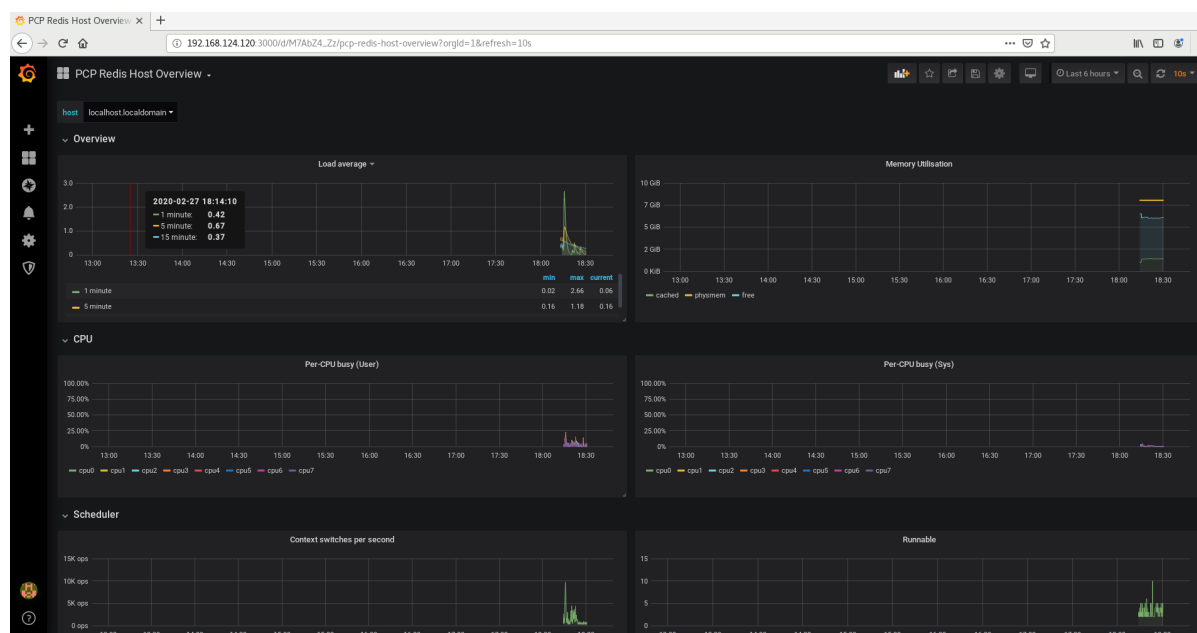 PCP Redis Host Overview
192.168.124.120:3000/d/M7AbZ4_Zz/pcp-redis-host-overview?orgId=1&refresh=10s
PCP Redis Host Overview
Last 6 hours
10s
host localhost.localdomain
Overview
Load average
3.0
2.0
1.0
0
13:00 13:30 14:00 14:30 15:00 15:30 16:00 16:30 17:00 17:30 18:00 18:30
2020-02-27 18:14:10
1 minute: 0.42
5 minute: 0.67
15 minute: 0.37
min max current
1 minute 0.02 2.66 0.06
5 minute 0.16 1.18 0.16
Memory Utilisation
10 GiB
7 GiB
5 GiB
2 GiB
0 KiB
13:00 13:30 14:00 14:30 15:00 15:30 16:00 16:30 17:00 17:30 18:00 18:30
cached physmem free
CPU
Per-CPU busy (User)
100.00%
75.00%
50.00%
25.00%
0%
13:00 13:30 14:00 14:30 15:00 15:30 16:00 16:30 17:00 17:30 18:00 18:30
cpu0 cpu1 cpu2 cpu3 cpu4 cpu5 cpu6 cpu7
Per-CPU busy (Sys)
100.00%
75.00%
50.00%
25.00%
0%
13:00 13:30 14:00 14:30 15:00 15:30 16:00 16:30 17:00 17:30 18:00 18:30
cpu0 cpu1 cpu2 cpu3 cpu4 cpu5 cpu6 cpu7
Scheduler
Context switches per second
15K ops
10K ops
5K ops
0 ops
Runnable
15
10
5
0